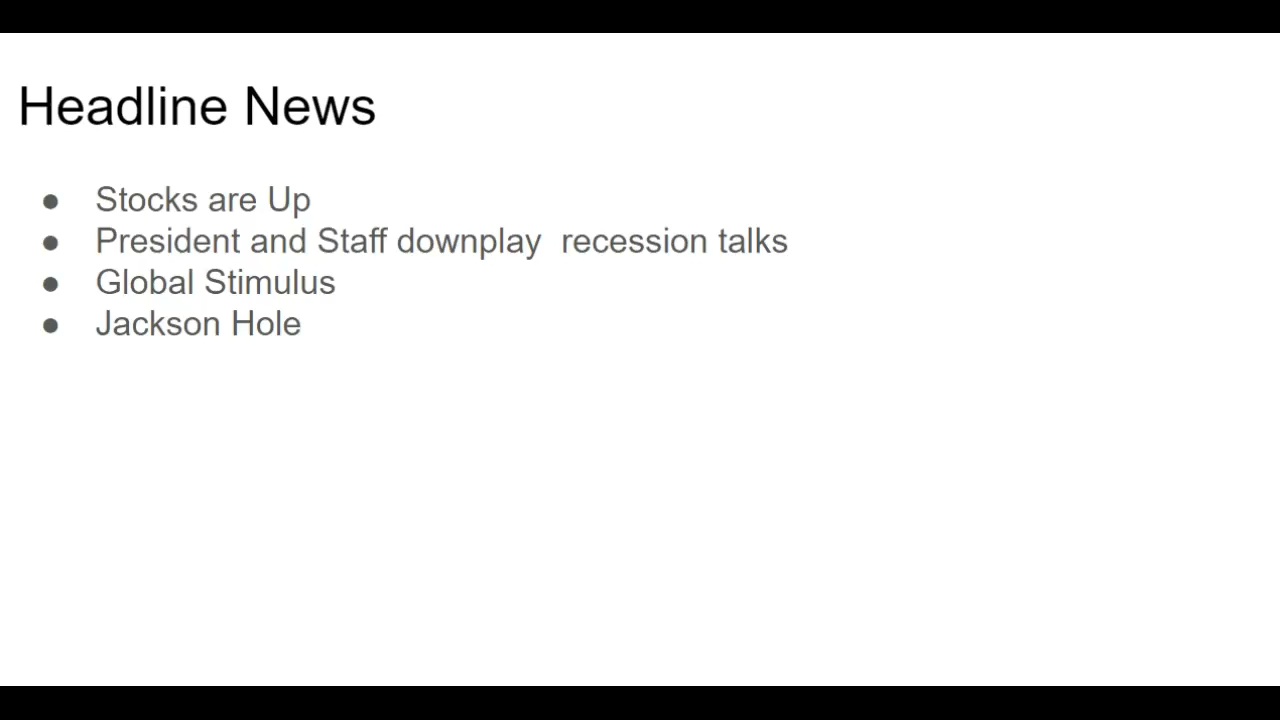 Headline News
● Stocks are Up
● President and Staff downplay  recession talks
● Global Stimulus
● Jackson Hole